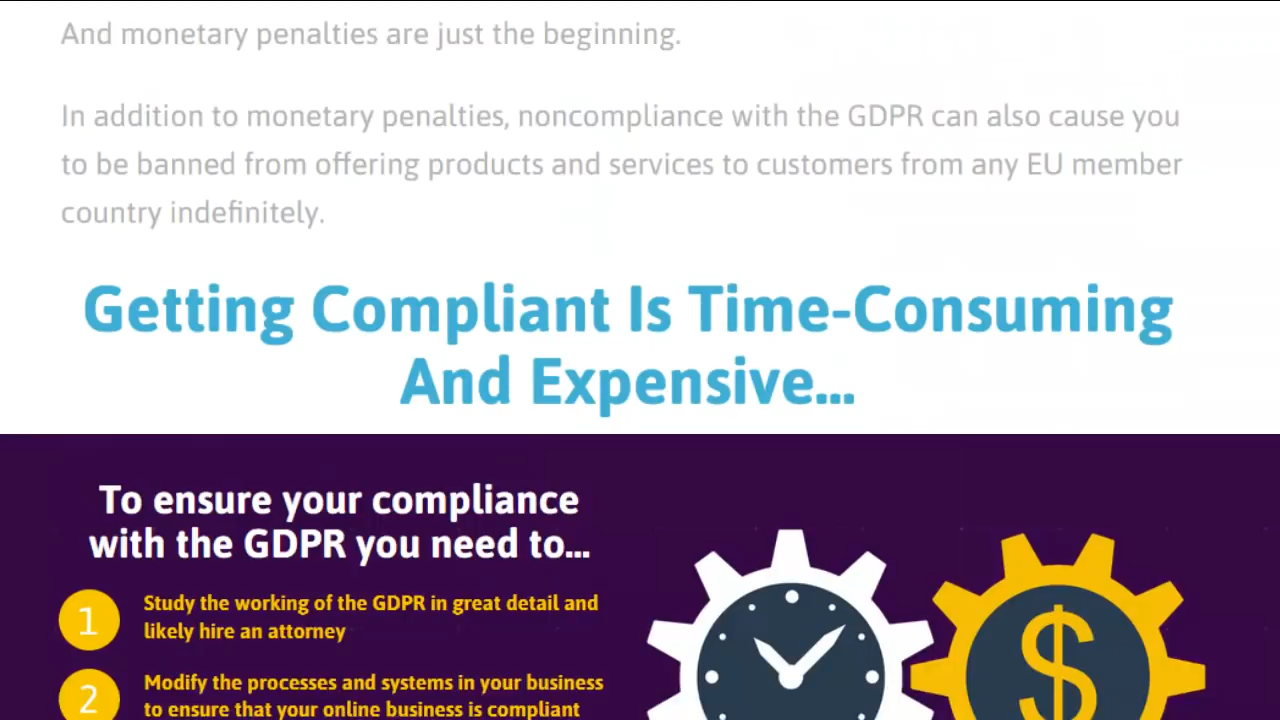 And monetary penalties are just the beginning.
In addition to monetary penalties, noncompliance with the GDPR can also cause you
to be banned from offering products and services to customers from any EU member
country indefinitely.
Getting Compliant Is Time-Consuming
And Expensive...
To ensure your compliance
with the GDPR you need to...
1
Study the working of the GDPR in great detail and
likely hire an attorney
2
Modify the processes and systems in your business
to ensure that your online business is compliant
$